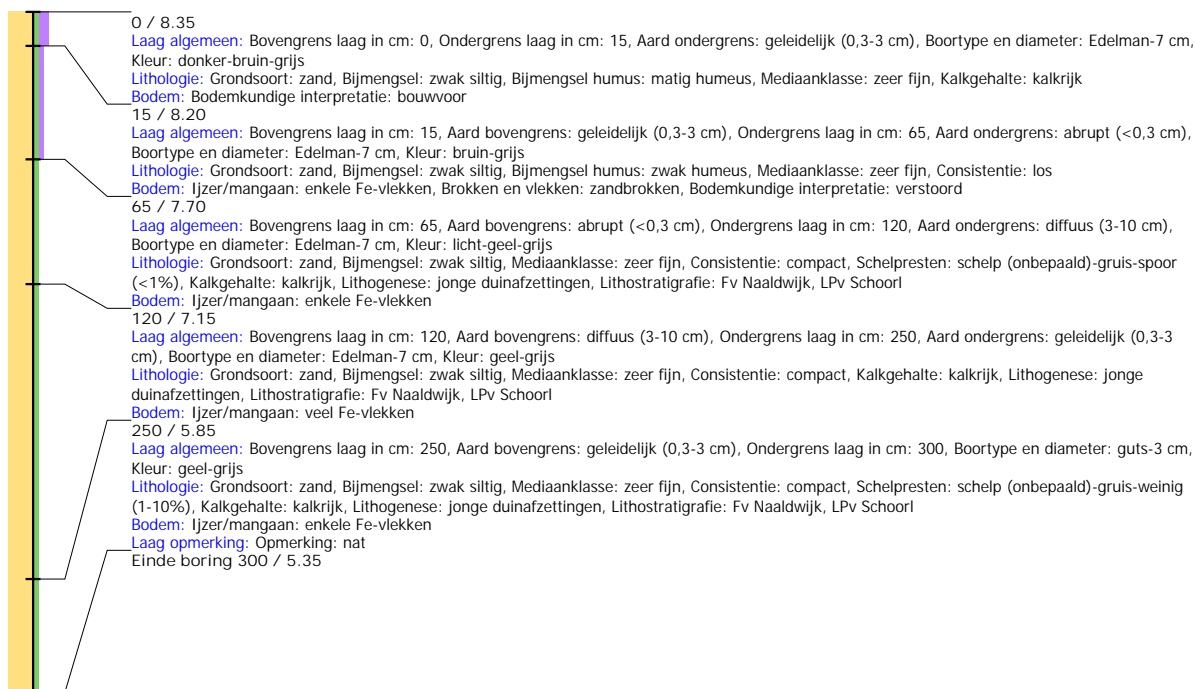 0 / 8.35
Laag algemeen: Bovengrens laag in cm: 0, Ondergrens laag in cm: 15, Aard ondergrens: geleidelijk (0,3-3 cm), Boortype en diameter: Edelman-7 cm,
Kleur: donker-bruin-grijs
Lithologie: Grondsoort: zand, Bijmengsel: zwak siltig, Bijmengsel humus: matig humeus, Mediaanklasse: zeer fijn, Kalkgehalte: kalkrijk
Bodem: Bodemkundige interpretatie: bouwvoor
15 / 8.20
Laag algemeen: Bovengrens laag in cm: 15, Aard bovengrens: geleidelijk (0,3-3 cm), Ondergrens laag in cm: 65, Aard ondergrens: abrupt (<0,3 cm),
Boortype en diameter: Edelman-7 cm, Kleur: bruin-grijs
Lithologie: Grondsoort: zand, Bijmengsel: zwak siltig, Bijmengsel humus: zwak humeus, Mediaanklasse: zeer fijn, Consistentie: los
Bodem: Ijzer/mangaan: enkele Fe-vlekken, Brokken en vlekken: zandbrokken, Bodemkundige interpretatie: verstoord
65 / 7.70
Laag algemeen: Bovengrens laag in cm: 65, Aard bovengrens: abrupt (<0,3 cm), Ondergrens laag in cm: 120, Aard ondergrens: diffuus (3-10 cm),
Boortype en diameter: Edelman-7 cm, Kleur: licht-geel-grijs
Lithologie: Grondsoort: zand, Bijmengsel: zwak siltig, Mediaanklasse: zeer fijn, Consistentie: compact, Schelpresten: schelp (onbepaald)-gruis-spoor
(<1%), Kalkgehalte: kalkrijk, Lithogenese: jonge duinafzettingen, Lithostratigrafie: Fv Naaldwijk, LPv Schoorl
Bodem: Ijzer/mangaan: enkele Fe-vlekken
120 / 7.15
Laag algemeen: Bovengrens laag in cm: 120, Aard bovengrens: diffuus (3-10 cm), Ondergrens laag in cm: 250, Aard ondergrens: geleidelijk (0,3-3
cm), Boortype en diameter: Edelman-7 cm, Kleur: geel-grijs
Lithologie: Grondsoort: zand, Bijmengsel: zwak siltig, Mediaanklasse: zeer fijn, Consistentie: compact, Kalkgehalte: kalkrijk, Lithogenese: jonge
duinafzettingen, Lithostratigrafie: Fv Naaldwijk, LPv Schoorl
Bodem: Ijzer/mangaan: veel Fe-vlekken
250 / 5.85
Laag algemeen: Bovengrens laag in cm: 250, Aard bovengrens: geleidelijk (0,3-3 cm), Ondergrens laag in cm: 300, Boortype en diameter: guts-3 cm,
Kleur: geel-grijs
Lithologie: Grondsoort: zand, Bijmengsel: zwak siltig, Mediaanklasse: zeer fijn, Consistentie: compact, Schelpresten: schelp (onbepaald)-gruis-weinig
(1-10%), Kalkgehalte: kalkrijk, Lithogenese: jonge duinafzettingen, Lithostratigrafie: Fv Naaldwijk, LPv Schoorl
Bodem: Ijzer/mangaan: enkele Fe-vlekken
Laag opmerking: Opmerking: nat
Einde boring 300 / 5.35